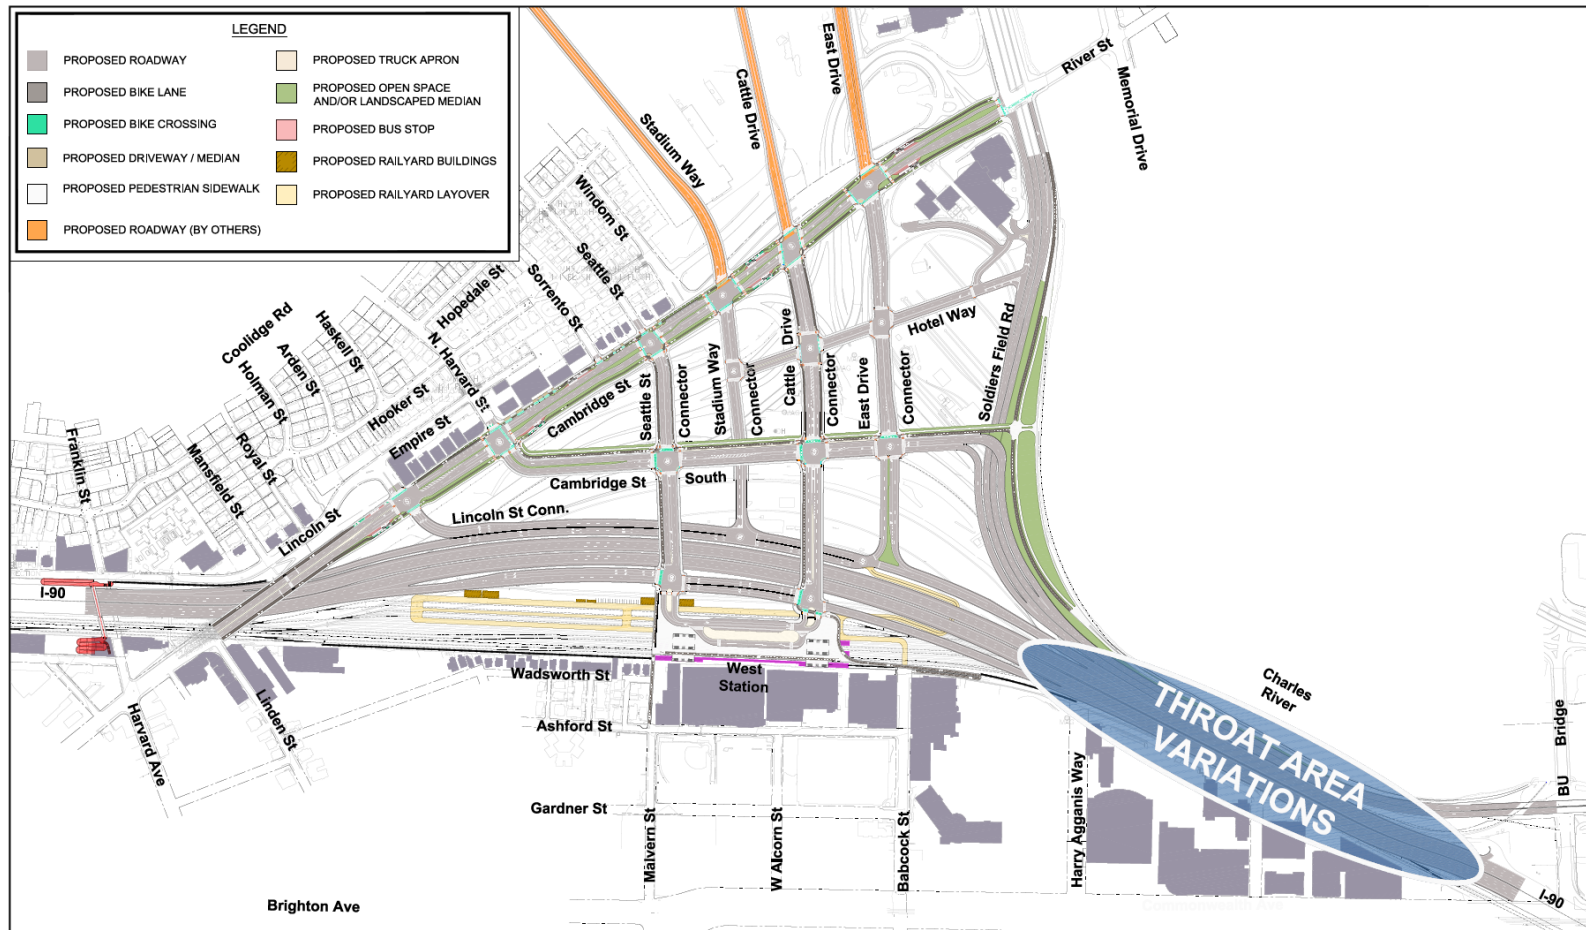 LEGEND
PROPOSED ROADWAY
PROPOSED BIKE LANE
PROPOSED BIKE CROSSING
PROPOSED DRIVEWAY / MEDIAN
PROPOSED PEDESTRIAN SIDEWALK
PROPOSED ROADWAY (BY OTHERS)
PROPOSED TRUCK APRON
PROPOSED OPEN SPACE
AND/OR LANDSCAPED MEDIAN
PROPOSED BUS STOP
PROPOSED RAILYARD BUILDINGS
PROPOSED RAILYARD LAYOVER
Stadium Way
Cattle Drive
East Drive
River St
Memorial Drive
Windom St
Seattle St
Sorrento St
Hopedale St
Coolidge Rd
Haskell St
Arden St
Holman St
N. Harvard St
Hooker St
Empire St
Royal St
Mansfield St
Franklin St
Lincoln St
Cambridge St
Seattle St
Connector
Stadium Way
Connector
Cattle
Drive
Connector
East Drive
Connector
Hotel Way
Soldiers Field Rd
Cambridge St
South
Lincoln St Conn.
I-90
Wadsworth St
West
Station
Ashford St
Gardner St
Malvern St
W Alcorn St
Babcock St
Harry Agganis Way
Harvard Ave
Linden St
Brighton Ave
Commonwealth Ave
Charles
River
THROAT AREA
VARIATIONS
BU Bridge
I-90